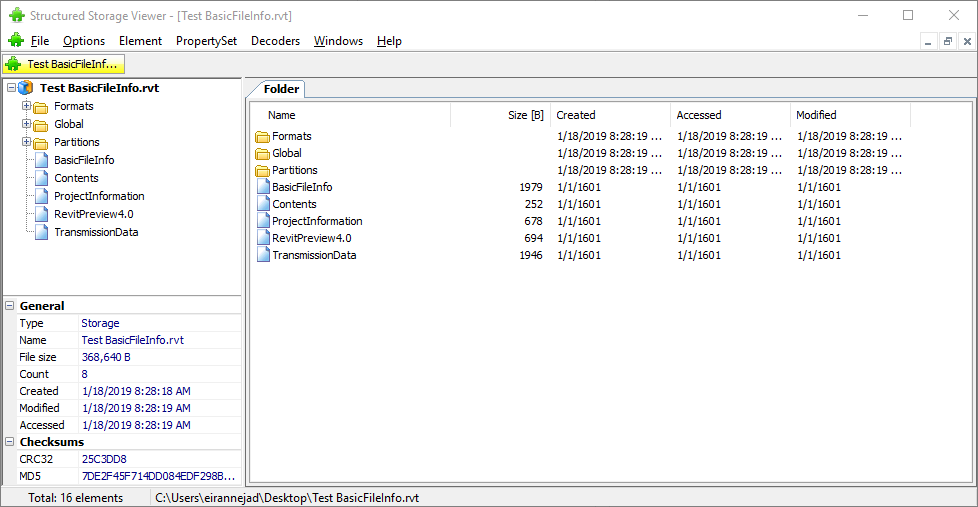 Structured Storage Viewer - [Test BasicFileInfo.rvt]
File Options Element PropertySet Decoders Windows Help
Test BasicFileInf...
Test BasicFileInfo.rvt
Formats
Global
Partitions
BasicFileInfo
Contents
ProjectInformation
RevitPreview4.0
TransmissionData
General
Type Storage
Name Test BasicFileInfo.rvt
File size 368,640 B
Count 8
Created 1/18/2019 8:28:18 AM
Modified 1/18/2019 8:28:19 AM
Accessed 1/18/2019 8:28:19 AM
Checksums
CRC32 25C3DD8
MD5 7DE2F45F714DD084EDF298B...
Folder
Name Size [B] Created Accessed Modified
Formats 1/18/2019 8:28:19 ... 1/18/2019 8:28:19 ... 1/18/2019 8:28:19 ...
Global 1/18/2019 8:28:19 ... 1/18/2019 8:28:19 ... 1/18/2019 8:28:19 ...
Partitions 1/18/2019 8:28:19 ... 1/18/2019 8:28:19 ... 1/18/2019 8:28:19 ...
BasicFileInfo 1979 1/1/1601 1/1/1601 1/1/1601
Contents 252 1/1/1601 1/1/1601 1/1/1601
ProjectInformation 678 1/1/1601 1/1/1601 1/1/1601
RevitPreview4.0 694 1/1/1601 1/1/1601 1/1/1601
TransmissionData 1946 1/1/1601 1/1/1601 1/1/1601
Total: 16 elements C:\Users\eirannejad\Desktop\Test BasicFileInfo.rvt